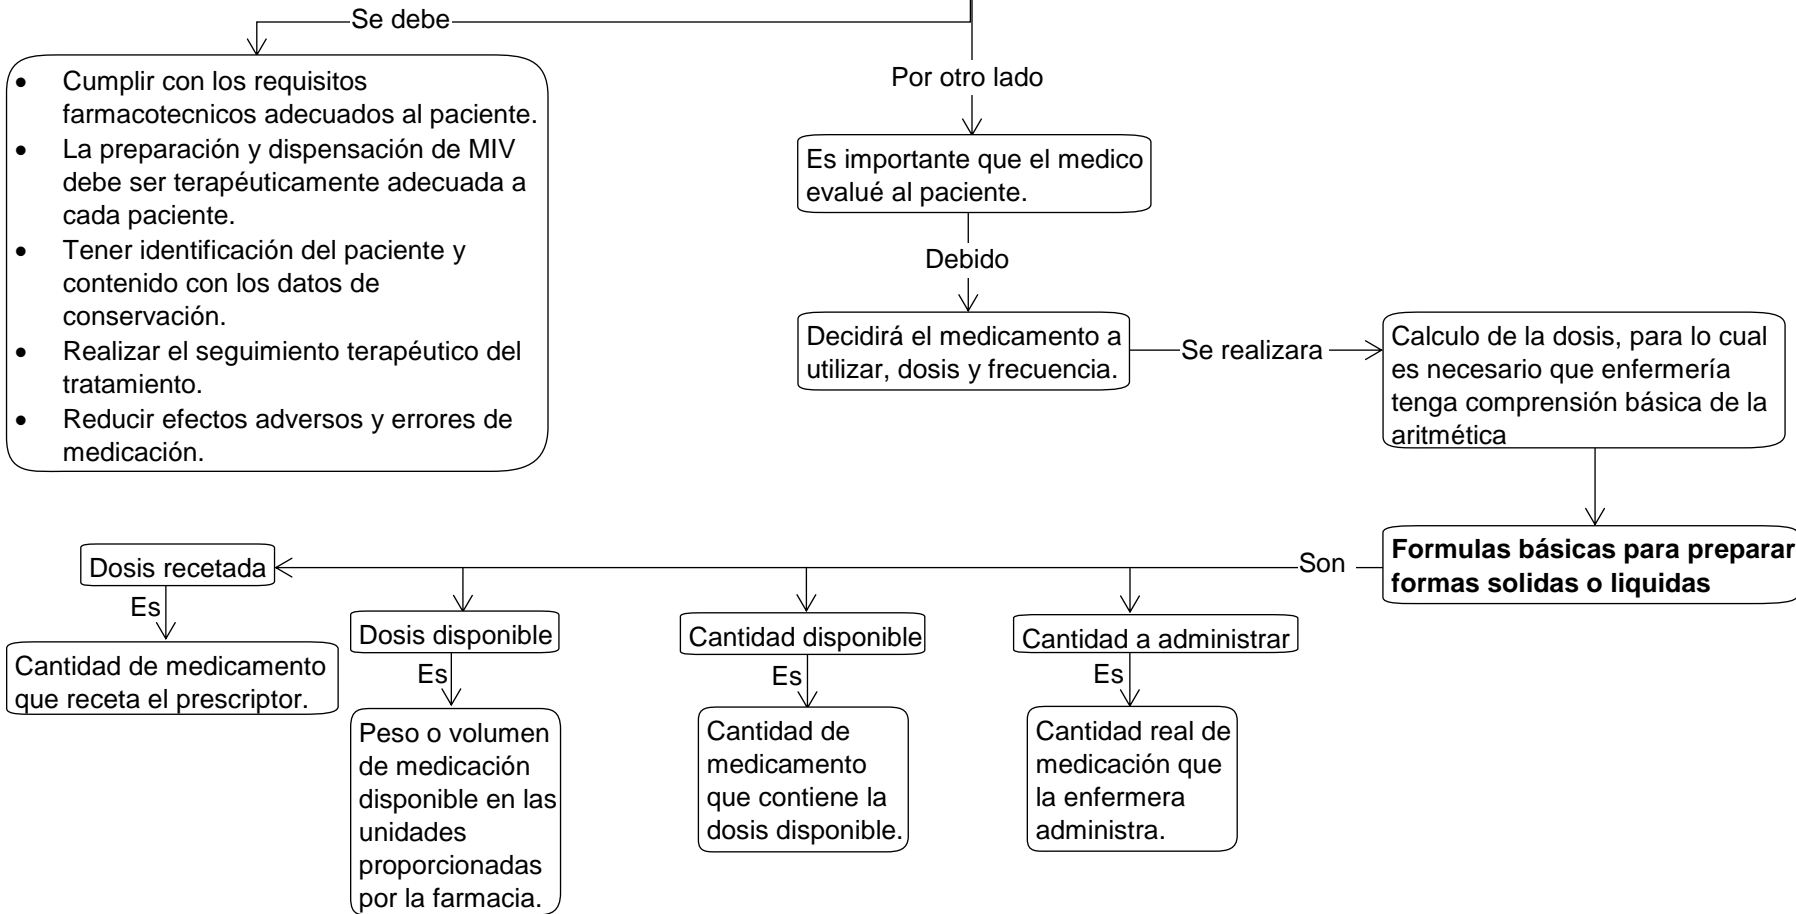 Se debe
• Cumplir con los requisitos
farmacotecnicos adecuados al paciente.
• La preparación y dispensación de MIV
debe ser terapéuticamente adecuada a
cada paciente.
• Tener identificación del paciente y
contenido con los datos de
conservación.
• Realizar el seguimiento terapéutico del
tratamiento.
• Reducir efectos adversos y errores de
medicación.
Por otro lado
Es importante que el medico
evalué al paciente.
Debido
Decidirá el medicamento a
utilizar, dosis y frecuencia.
Se realizara
Calculo de la dosis, para lo cual
es necesario que enfermería
tenga comprensión básica de la
aritmética
Formulas básicas para preparar
formas solidas o liquidas
Son
Dosis recetada
Es
Cantidad de medicamento
que receta el prescriptor.
Dosis disponible
Es
Peso o volumen
de medicación
disponible en las
unidades
proporcionadas
por la farmacia.
Cantidad disponible
Es
Cantidad de
medicamento
que contiene la
dosis disponible.
Cantidad a administrar
Es
Cantidad real de
medicación que
la enfermera
administra.